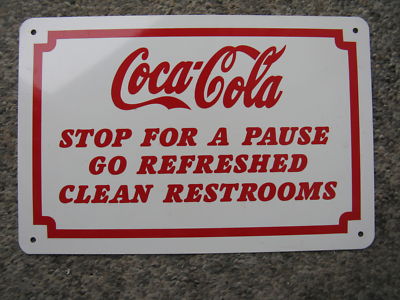 Coca-Cola
STOP FOR A PAUSE
GO REFRESHED
CLEAN RESTROOMS